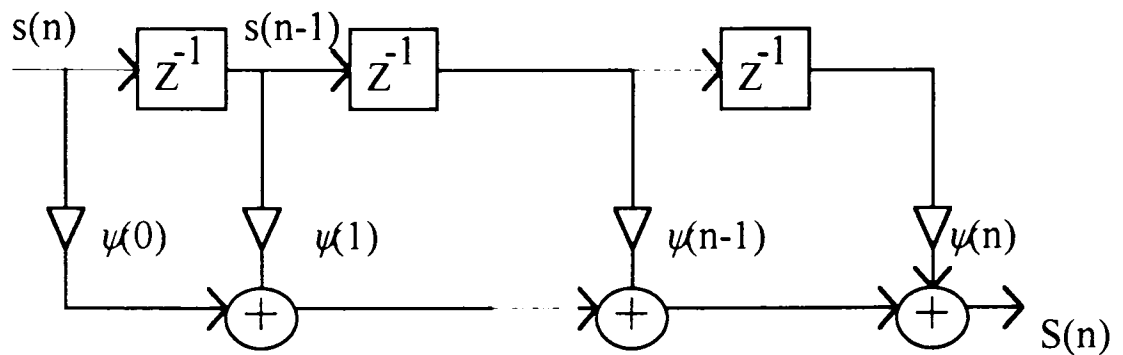 s(n)
s(n-1)
Z^-1
Z^-1
Z^-1
ψ(0)
ψ(1)
ψ(n-1)
ψ(n)
+
+
+
S(n)